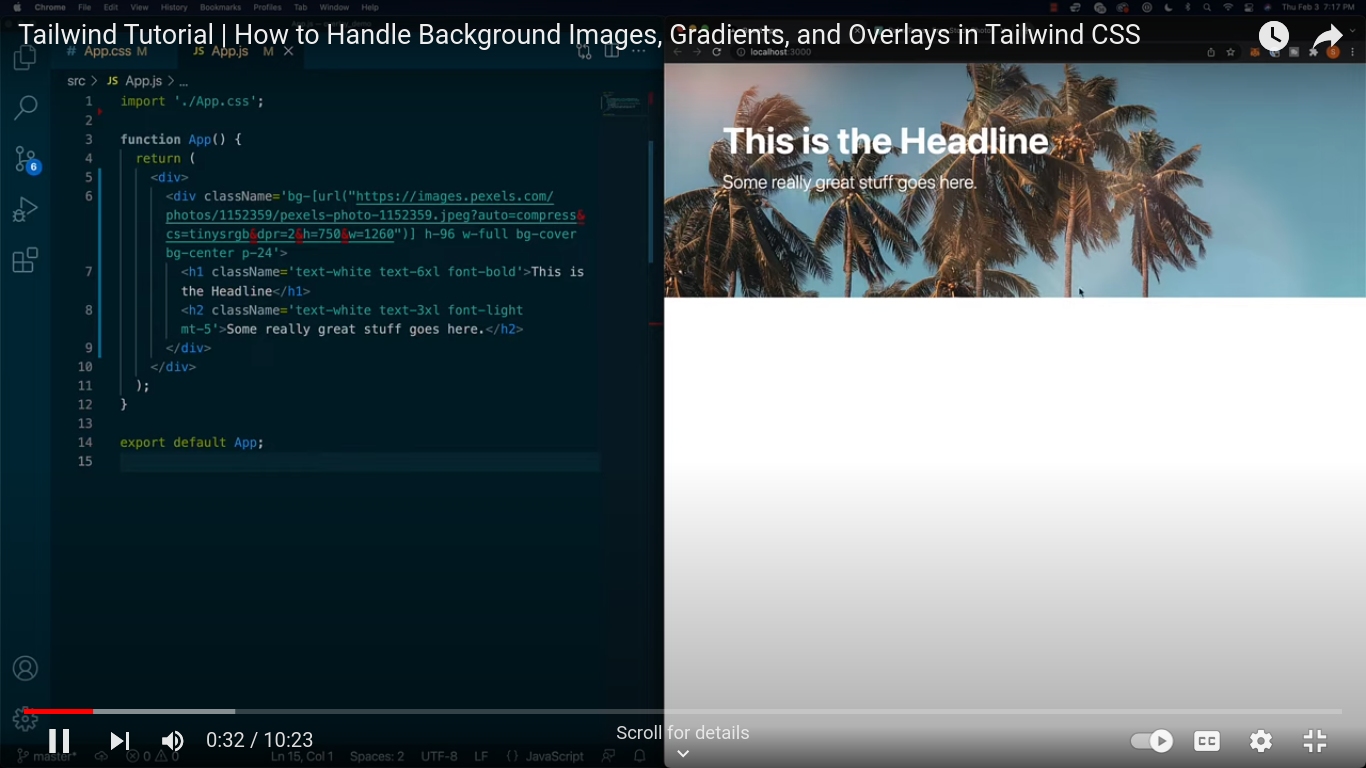 Chrome File Edit View History Bookmarks Profiles Tab Window Help
Thu Feb 3 7:17 PM
Tailwind Tutorial | How to Handle Background Images, Gradients, and Overlays in Tailwind CSS
# App.css M JS App.js M
localhost:3000
src > JS App.js > ...
1 import './App.css';
2
3 function App() {
4 return (
5 <div>
6 <div className='bg-[url("https://images.pexels.com/
photos/1152359/pexels-photo-1152359.jpeg?auto=compress&
cs=tinysrgb&dpr=2&h=750&w=1260")] h-96 w-full bg-cover
bg-center p-24'>
7 <h1 className='text-white text-6xl font-bold'>This is
the Headline</h1>
8 <h2 className='text-white text-3xl font-light
mt-5'>Some really great stuff goes here.</h2>
9 </div>
10 </div>
11 );
12 }
13
14 export default App;
15
6
This is the Headline
Some really great stuff goes here.
0:32 / 10:23
Scroll for details
CC
master* 0 0 Ln 15, Col 1 Spaces: 2 UTF-8 LF {} JavaScript